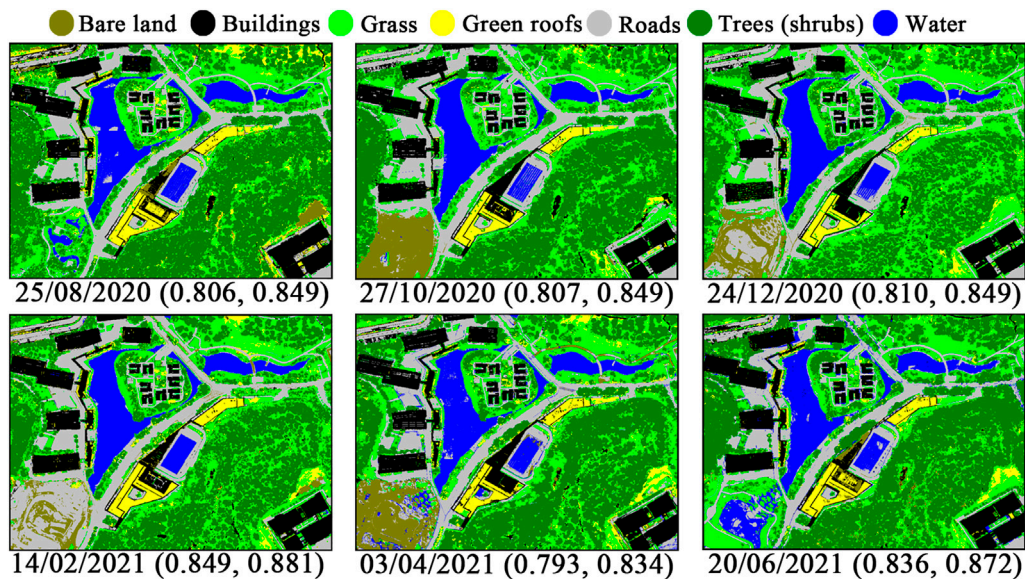 Bare land Buildings Grass Green roofs Roads Trees (shrubs) Water
25/08/2020 (0.806, 0.849) 27/10/2020 (0.807, 0.849) 24/12/2020 (0.810, 0.849)
14/02/2021 (0.849, 0.881) 03/04/2021 (0.793, 0.834) 20/06/2021 (0.836, 0.872)